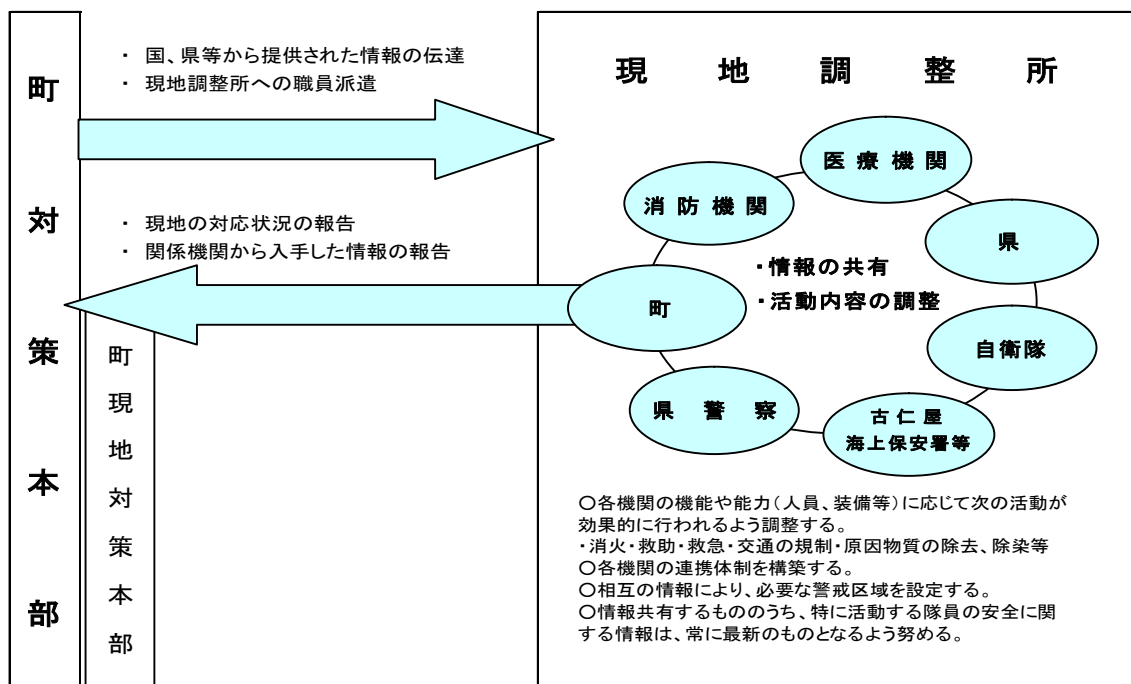 町対策本部
・ 国、県等から提供された情報の伝達
・ 現地調整所への職員派遣
・ 現地の対応状況の報告
・ 関係機関から入手した情報の報告
町現地対策本部
現地調整所
医療機関
消防機関
県
・情報の共有
・活動内容の調整
町
自衛隊
県警察
古仁屋
海上保安署等
○各機関の機能や能力(人員、装備等)に応じて次の活動が
効果的に行われるよう調整する。
・消火・救助・救急・交通の規制・原因物質の除去、除染等
○各機関の連携体制を構築する。
○相互の情報により、必要な警戒区域を設定する。
○情報共有するもののうち、特に活動する隊員の安全に関
する情報は、常に最新のものとなるよう努める。